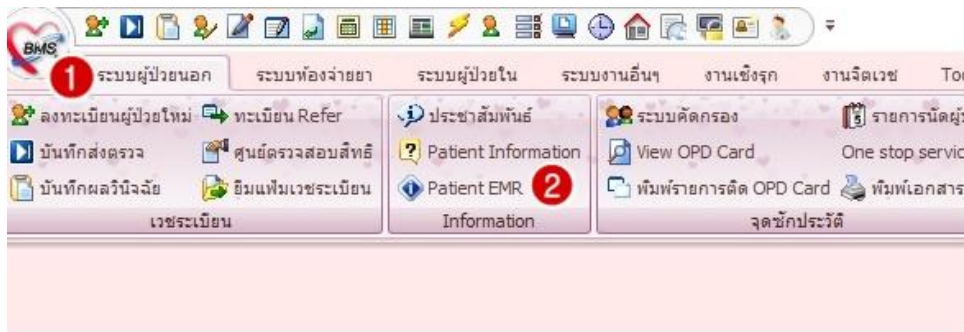 BMS
1 ระบบผู้ป่วยนอก ระบบห้องจ่ายยา ระบบผู้ป่วยใน ระบบงานอื่นๆ งานเชิงรุก งานจิตเวช
ลงทะเบียนผู้ป่วยใหม่ ทะเบียน Refer ประชาสัมพันธ์ ระบบคัดกรอง 5
บันทึกส่งตรวจ ศูนย์ตรวจสอบสิทธิ ? Patient Information View OPD Card One stop
บันทึกผลวินิจฉัย ยืมแฟ้มเวชระเบียน Patient EMR 2 พิมพ์รายการติด OPD Card พิมพ์เอกสาร
เวชระเบียน Information จุดซักประวัติ